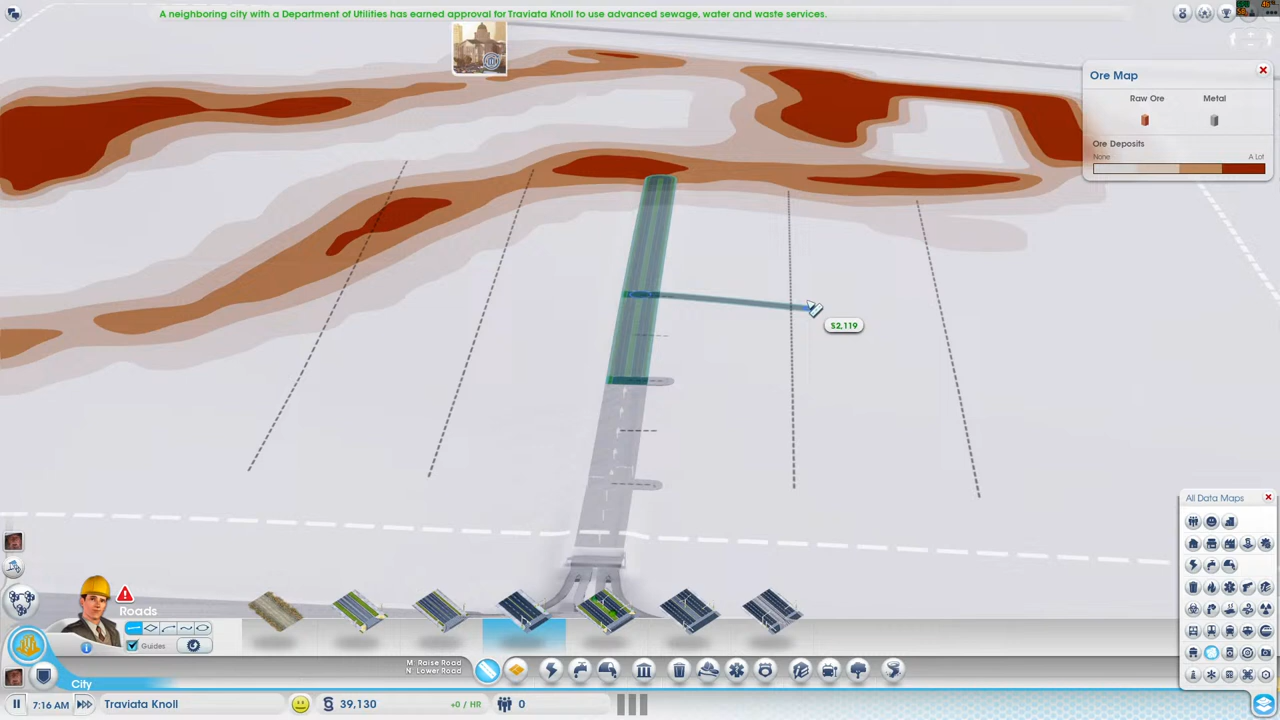 A neighboring city with a Department of Utilities has earned approval for Traviata Knoll to use advanced sewage, water and waste services.
Ore Map
Raw Ore Metal
Ore Deposits
None A Lot
§2,119
All Data Maps
Roads
Guides
M: Raise Road
N: Lower Road
City
7:16 AM Traviata Knoll 39,130 +0 / HR 0